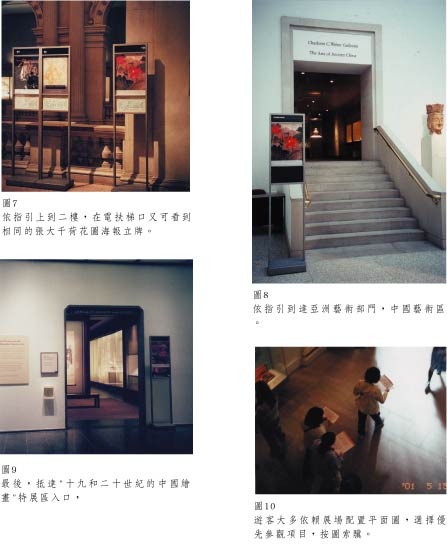 圖7
依指引上到二樓，在電扶梯口又可看到
相同的張大千荷花圖海報立牌。
Charlotte C. Weber Galleries
The Arts of Ancient China
圖8
依指引到達亞洲藝術部門，中國藝術區
。
圖9
最後，抵達"十九和二十世紀的中國繪
畫"特展區入口，
'01 5 15
圖10
遊客大多依賴展場配置平面圖，選擇優
先參觀項目，按圖索驥。